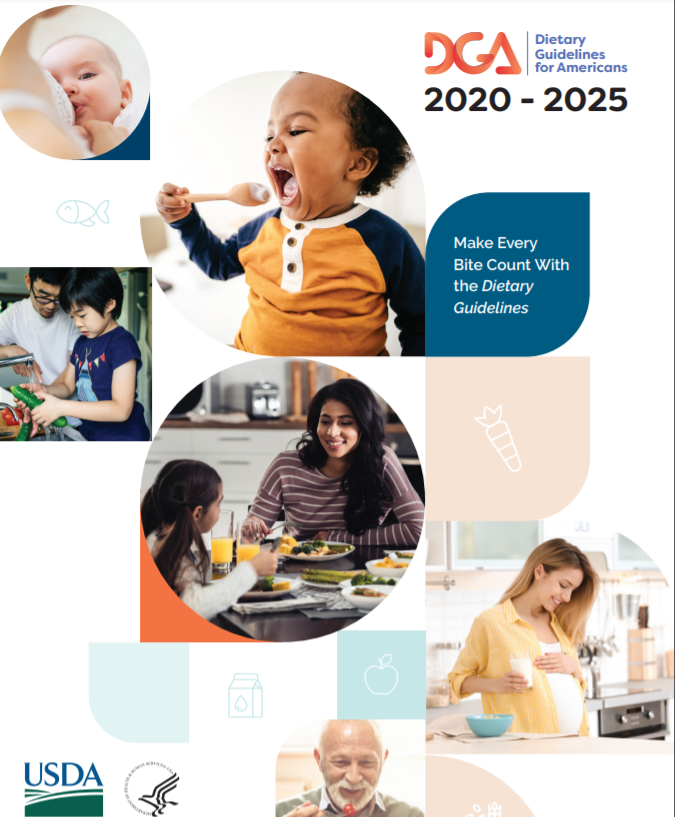 DGA
Dietary
Guidelines
for Americans
2020 - 2025
Make Every
Bite Count With
the Dietary
Guidelines
USDA